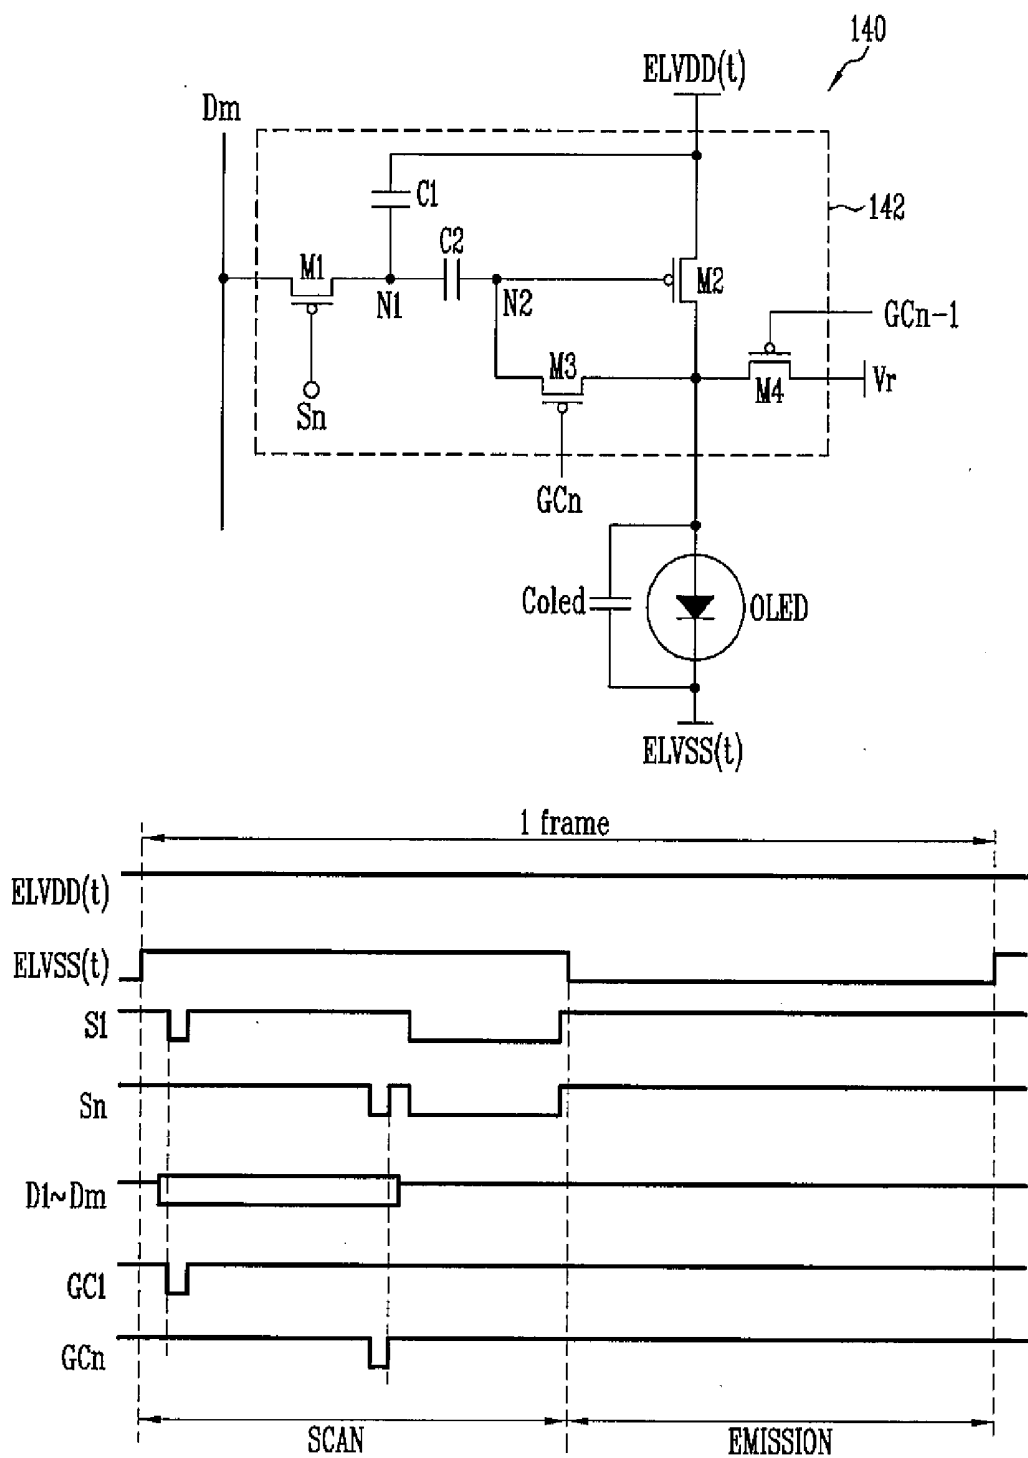 140
ELVDD(t)
Dm
C1
142
C2
M1
M2
N1
N2
GCn-1
M3
M4
Vr
Sn
GCn
Coled
OLED
ELVSS(t)
1 frame
ELVDD(t)
ELVSS(t)
S1
Sn
D1~Dm
GC1
GCn
SCAN
EMISSION